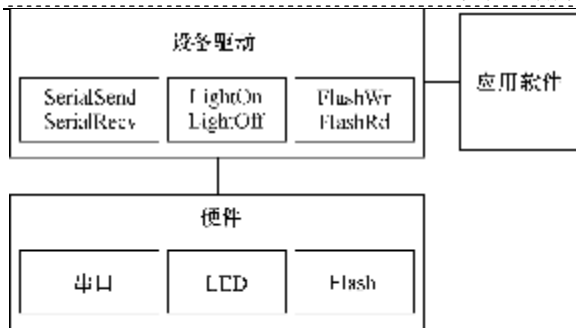 设备驱动
SerialSend
SerialRecv
LightOn
LightOff
FlashWr
FlashRd
应用软件
硬件
串口
LED
Flash